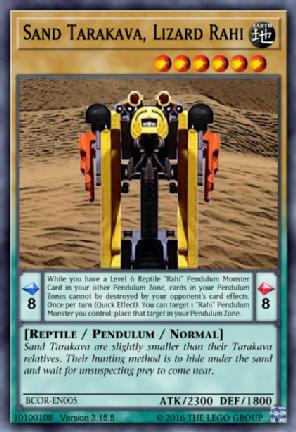 SAND TARAKAVA, LIZARD RAHI
EARTH
地
While you have a Level 6 Reptile "Rahi" Pendulum Monster
Card in your other Pendulum Zone, cards in your Pendulum
Zones cannot be destroyed by your opponent's card effects.
Once per turn (Quick Effect): You can target 1 "Rahi" Pendulum
Monster you control; place that target in your Pendulum Zone.
8
8
[REPTILE / PENDULUM / NORMAL]
Sand Tarakava are slightly smaller than their Tarakava
relatives. Their hunting method is to hide under the sand
and wait for unsuspecting prey to come near.
BCOR-EN005
ATK/2300 DEF/1800
10100108
Version 3.15.5
©2016 THE LEGO GROUP